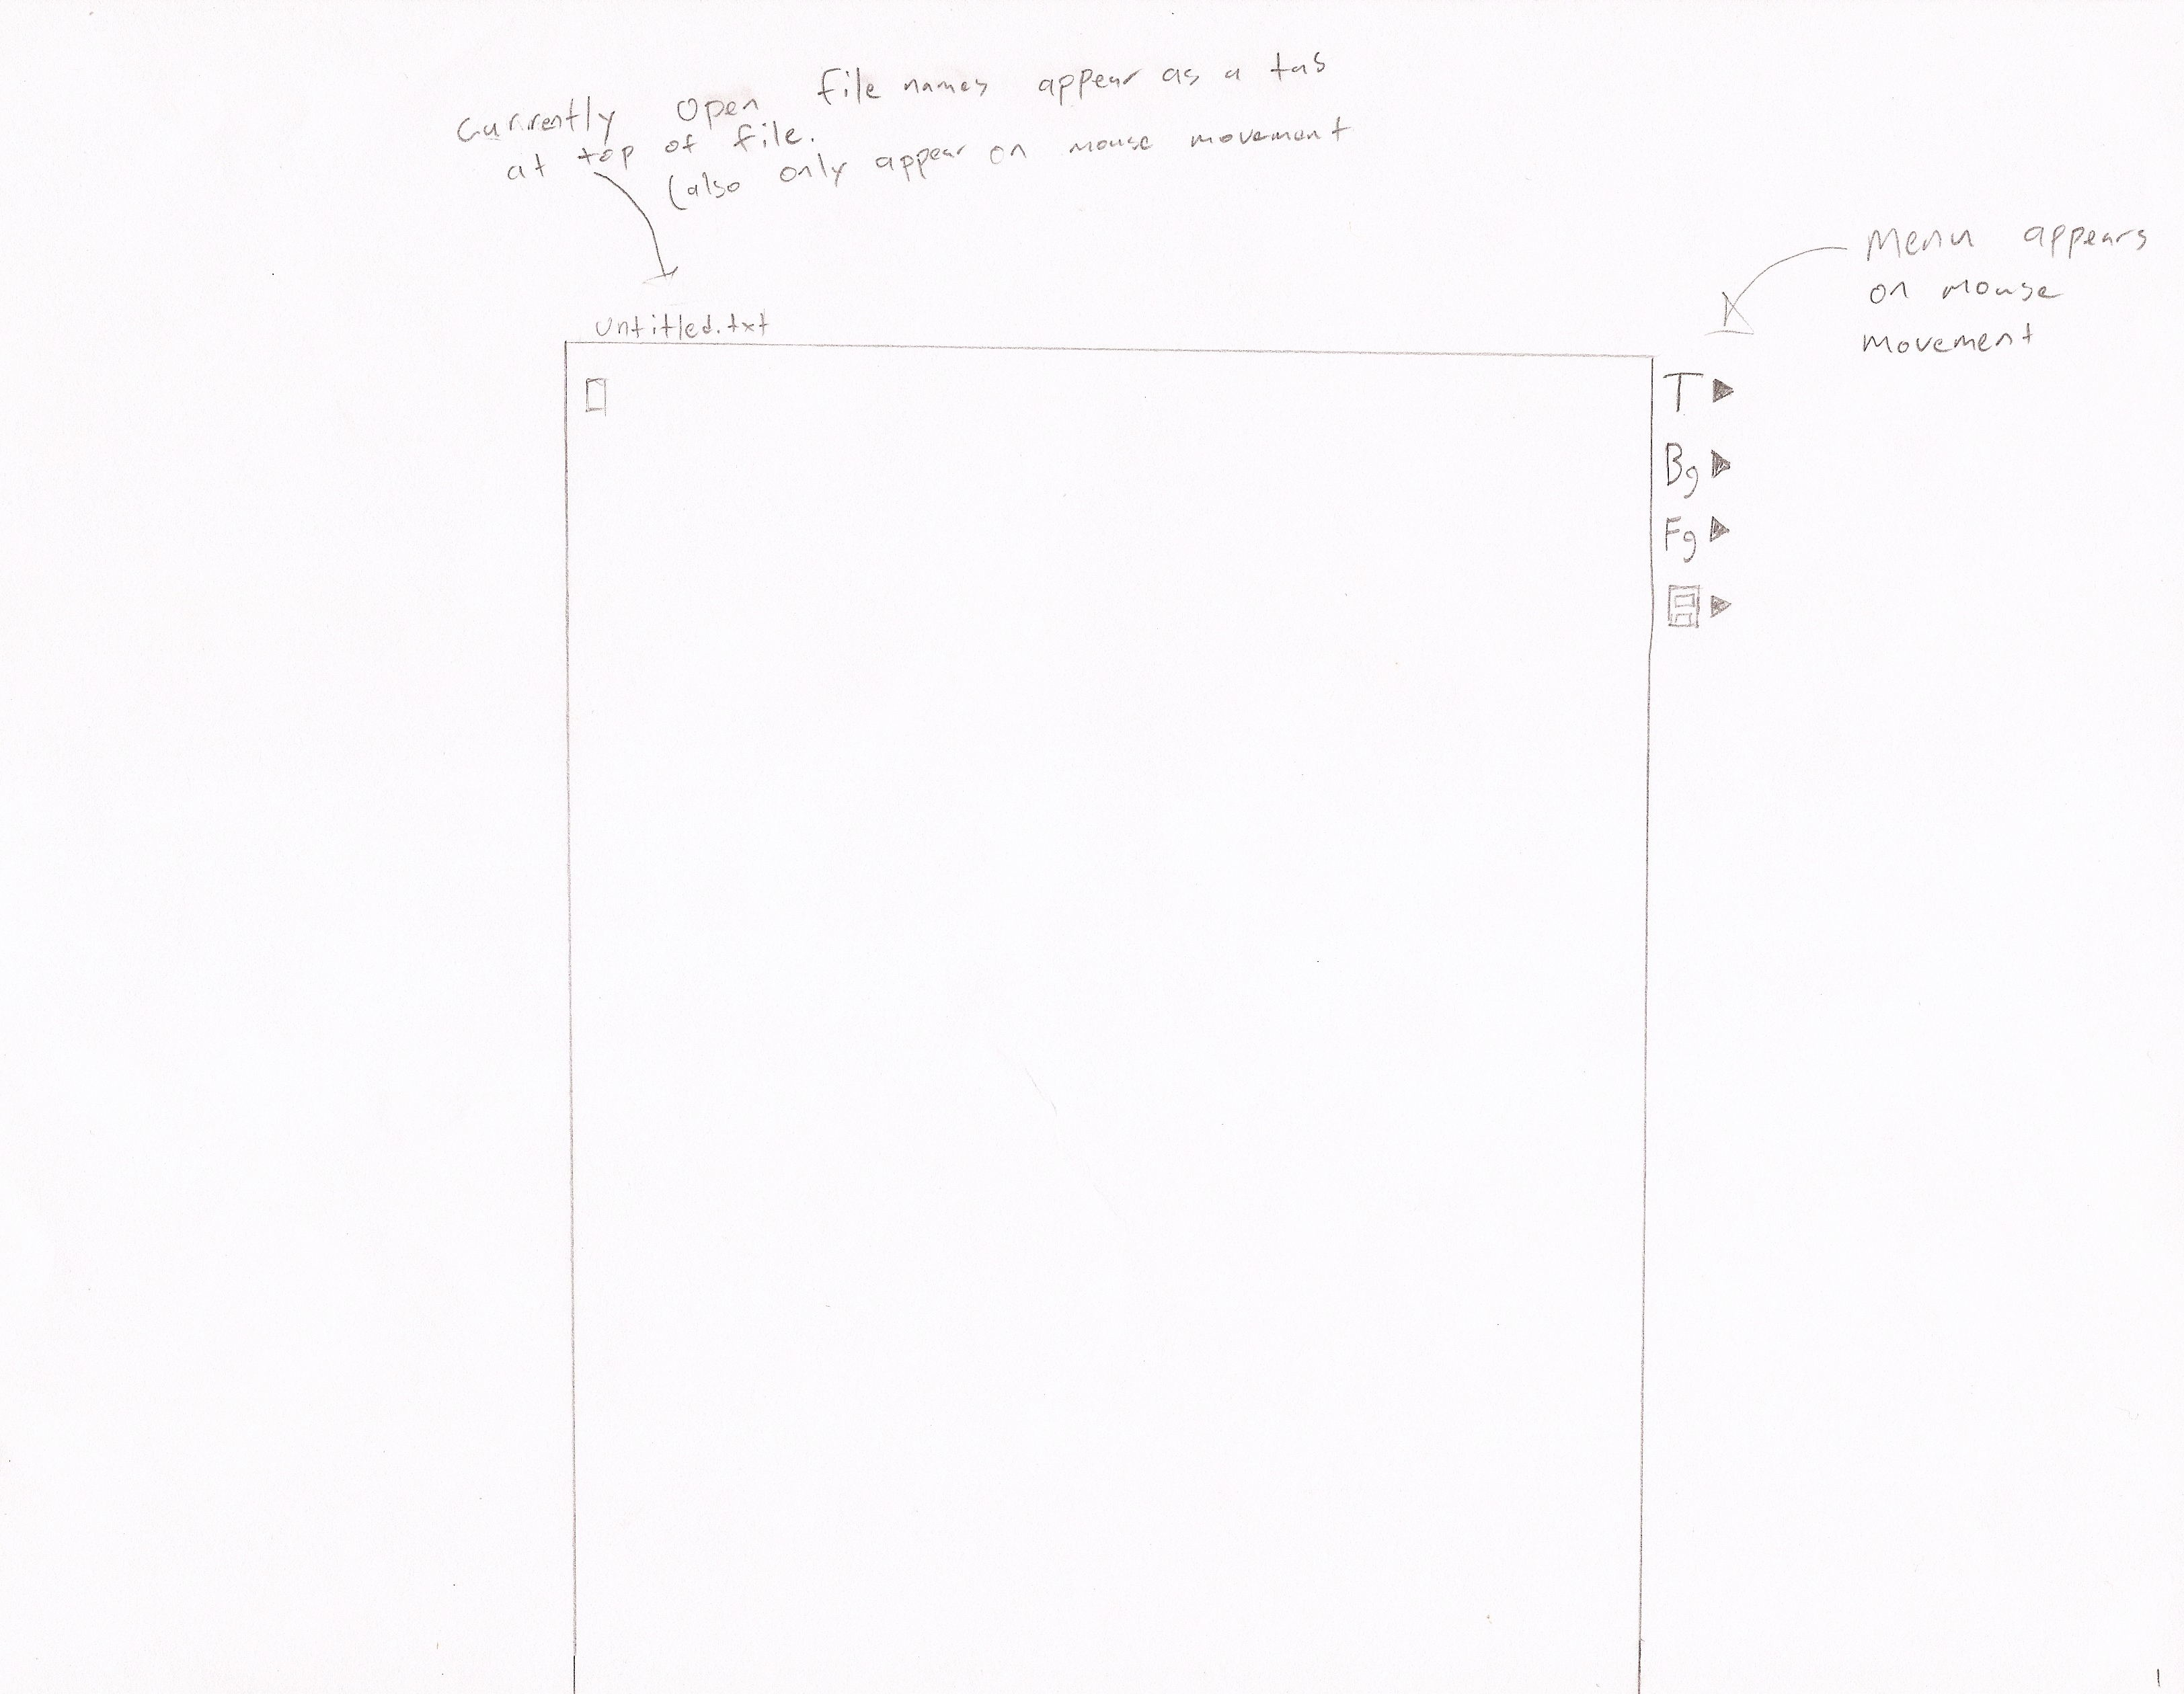 Currently open file names appear as a tab
at top of file.
(also only appear on mouse movement
Menu appears
on mouse
movement
untitled.txt
T
Bg
Fg